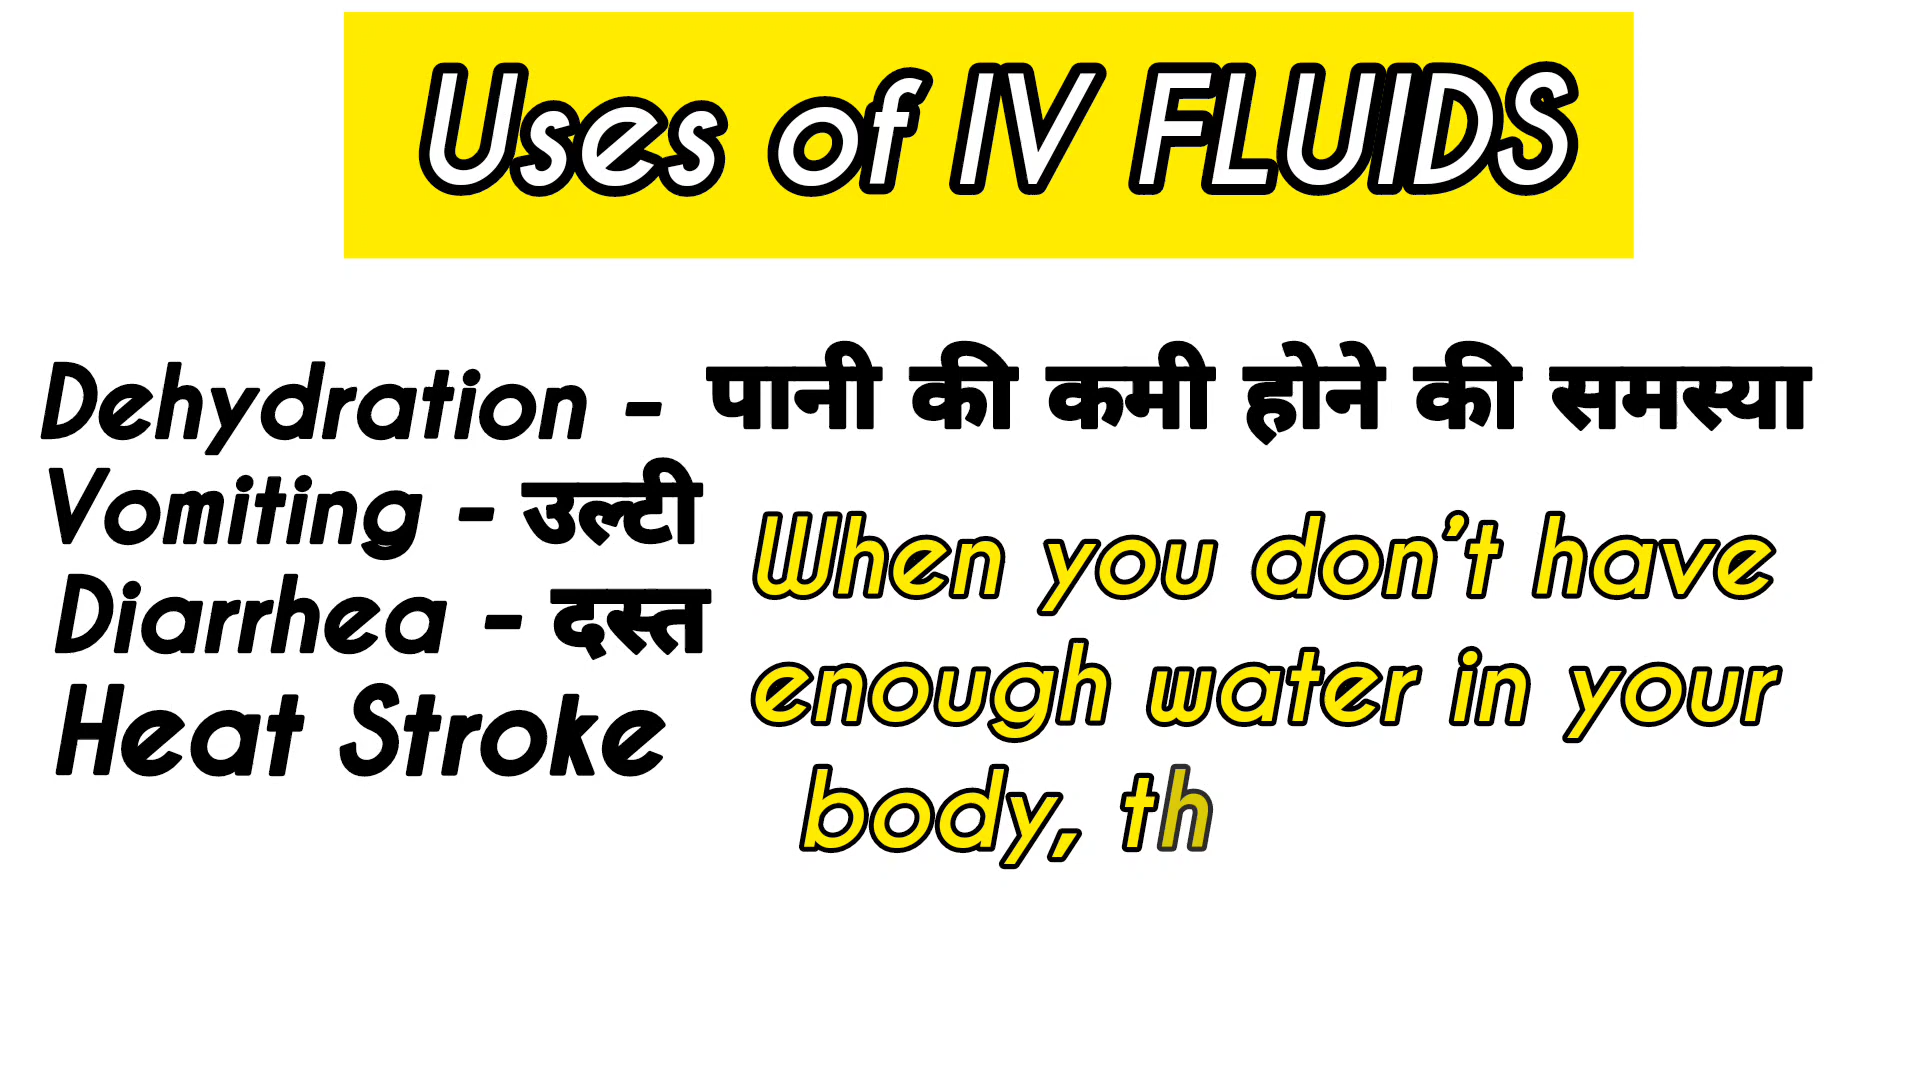 Uses of IV FLUIDS
Dehydration - पानी की कमी होने की समस्या
Vomiting - उल्टी
Diarrhea - दस्त
Heat Stroke
When you don't have
enough water in your
body, th